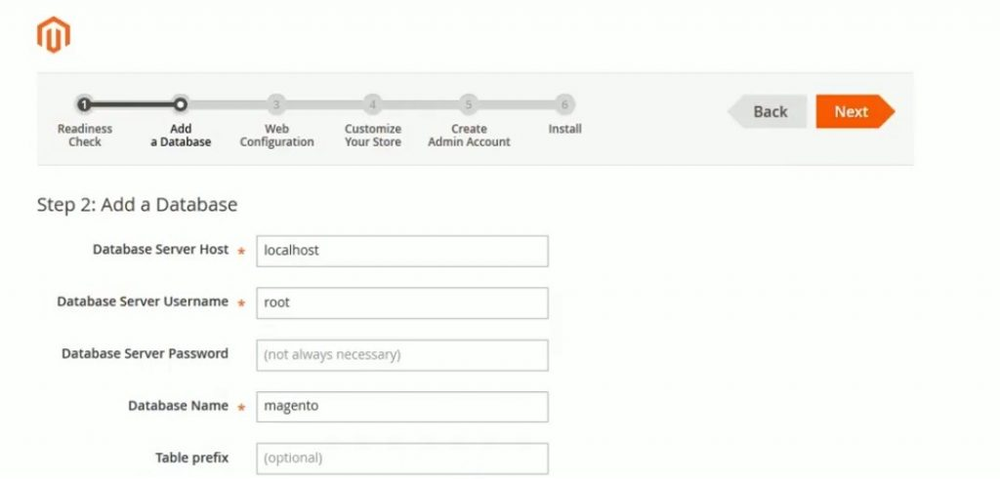 1 3 4 5 6
Readiness Check
Add a Database
Web Configuration
Customize Your Store
Create Admin Account
Install
Back
Next
Step 2: Add a Database
Database Server Host * localhost
Database Server Username * root
Database Server Password (not always necessary)
Database Name * magento
Table prefix (optional)